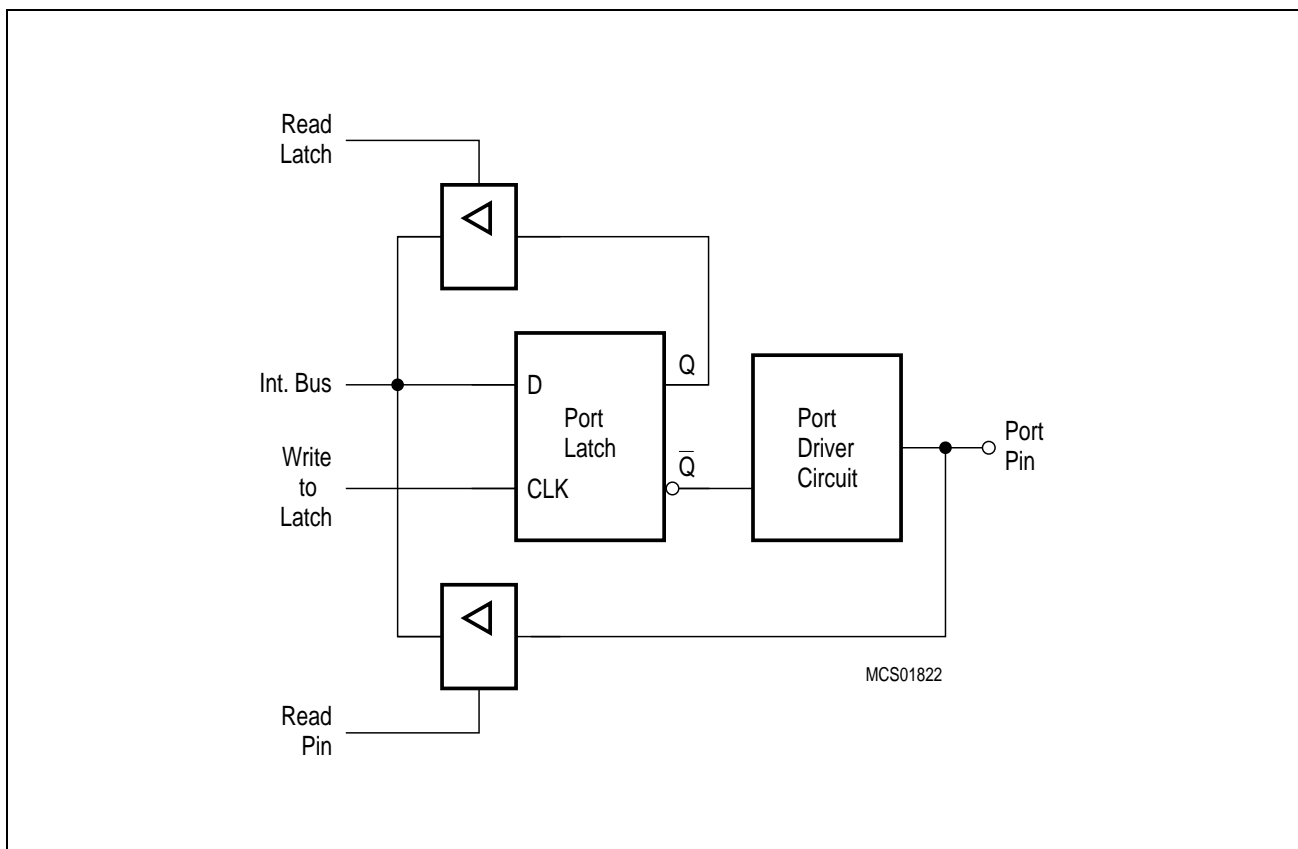 Read
Latch
Int. Bus
Write
to
Latch
Read
Pin
D
CLK
Port
Latch
Q
Q̅
Port
Driver
Circuit
Port
Pin
MCS01822